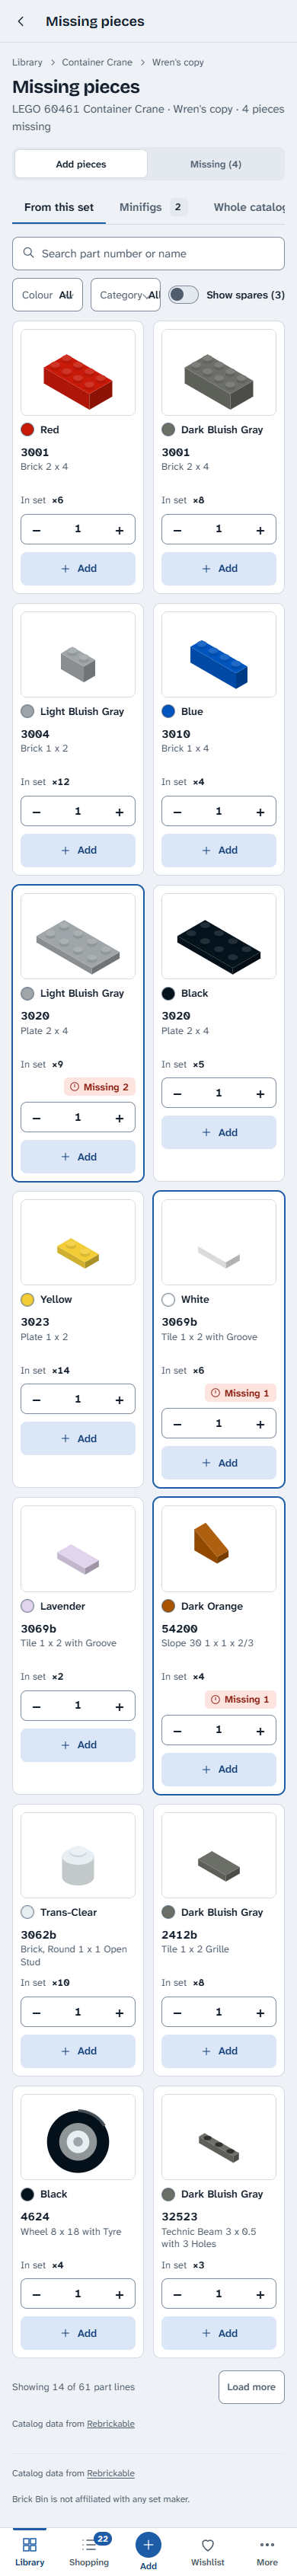 Missing pieces
Library > Container Crane > Wren's copy
Missing pieces
LEGO 60461 Container Crane · Wren's copy · 4 pieces
missing
Add pieces Missing (4)
From this set Minifigs 2 Whole catalog
Search part number or name
Colour All Category All Show spares (3)
Red Dark Bluish Gray
3001 3001
Brick 2 x 4 Brick 2 x 4
In set ×6 In set ×8
− 1 + − 1 +
+ Add + Add
Light Bluish Gray Blue
3004 3010
Brick 1 x 2 Brick 1 x 4
In set ×12 In set ×4
− 1 + − 1 +
+ Add + Add
Light Bluish Gray Black
3020 3020
Plate 2 x 4 Plate 2 x 4
In set ×9 In set ×5
Missing 2
− 1 + − 1 +
+ Add + Add
Yellow White
3023 3069b
Plate 1 x 2 Tile 1 x 2 with Groove
In set ×14 In set ×6
Missing 1
− 1 + − 1 +
+ Add + Add
Lavender Dark Orange
3069b 54200
Tile 1 x 2 with Groove Slope 30 1 x 1 x 2/3
In set ×2 In set ×4
Missing 1
− 1 + − 1 +
+ Add + Add
Trans-Clear Dark Bluish Gray
3062b 2412b
Brick, Round 1 x 1 Open Tile 1 x 2 Grille
Stud
In set ×10 In set ×8
− 1 + − 1 +
+ Add + Add
Black Dark Bluish Gray
4624 32523
Wheel 8 x 18 with Tyre Technic Beam 3 x 0.5
with 3 Holes
In set ×4 In set ×3
− 1 + − 1 +
+ Add + Add
Showing 14 of 61 part lines Load more
Catalog data from Rebrickable
Catalog data from Rebrickable
Brick Bin is not affiliated with any set maker.
22
Library Shopping Add Wishlist More